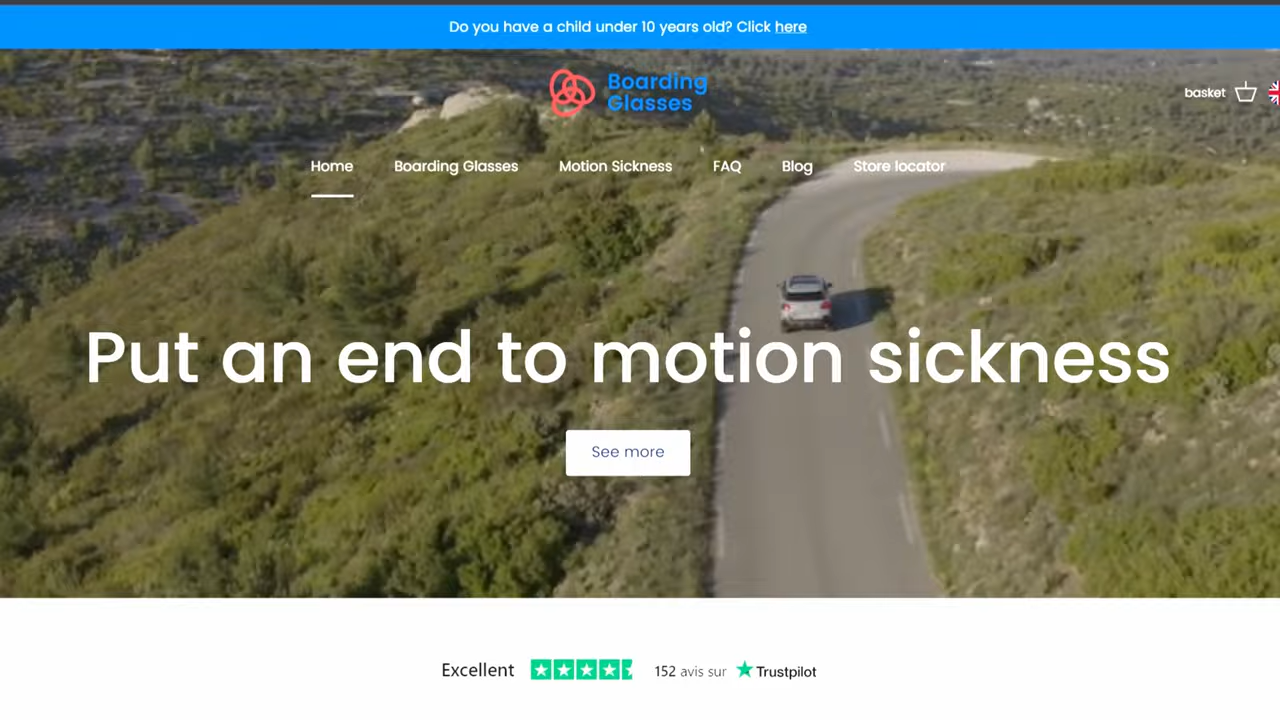 Do you have a child under 10 years old? Click here
Boarding
Glasses
basket
Home Boarding Glasses Motion Sickness FAQ Blog Store locator
Put an end to motion sickness
See more
Excellent 152 avis sur Trustpilot